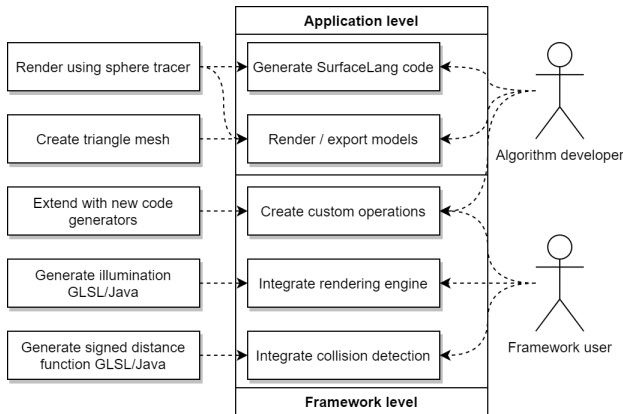 Application level
Render using sphere tracer
Generate SurfaceLang code
Create triangle mesh
Render / export models
Algorithm developer
Extend with new code
generators
Create custom operations
Generate illumination
GLSL/Java
Integrate rendering engine
Generate signed distance
function GLSL/Java
Integrate collision detection
Framework user
Framework level